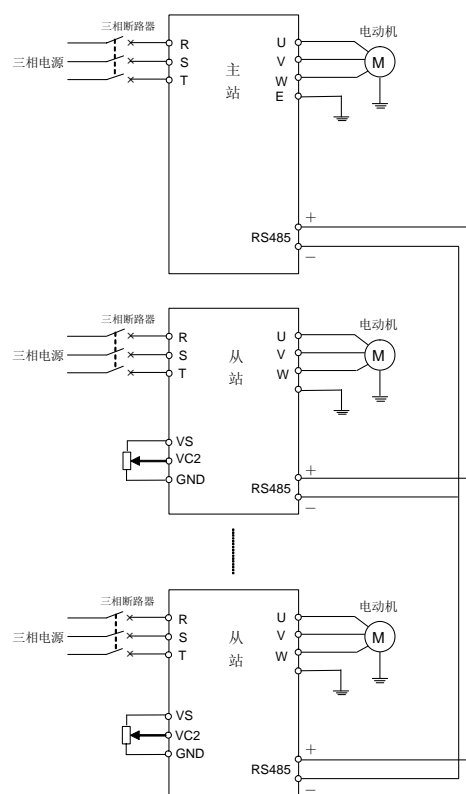 三相断路器
电动机
三相电源
R
S
T
主站
U
V
W
E
M
RS485
+
−
三相断路器
电动机
三相电源
R
S
T
从站
U
V
W
M
VS
VC2
GND
RS485
+
−
三相断路器
电动机
三相电源
R
S
T
从站
U
V
W
M
VS
VC2
GND
RS485
+
−